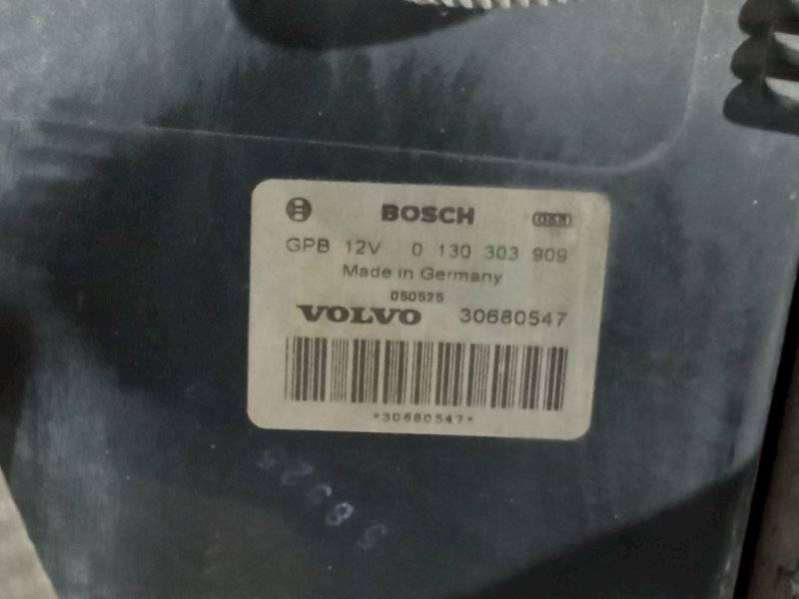 BOSCH
GPB 12V 0 130 303 909
Made in Germany
050525
VOLVO 30680547
*30680547*